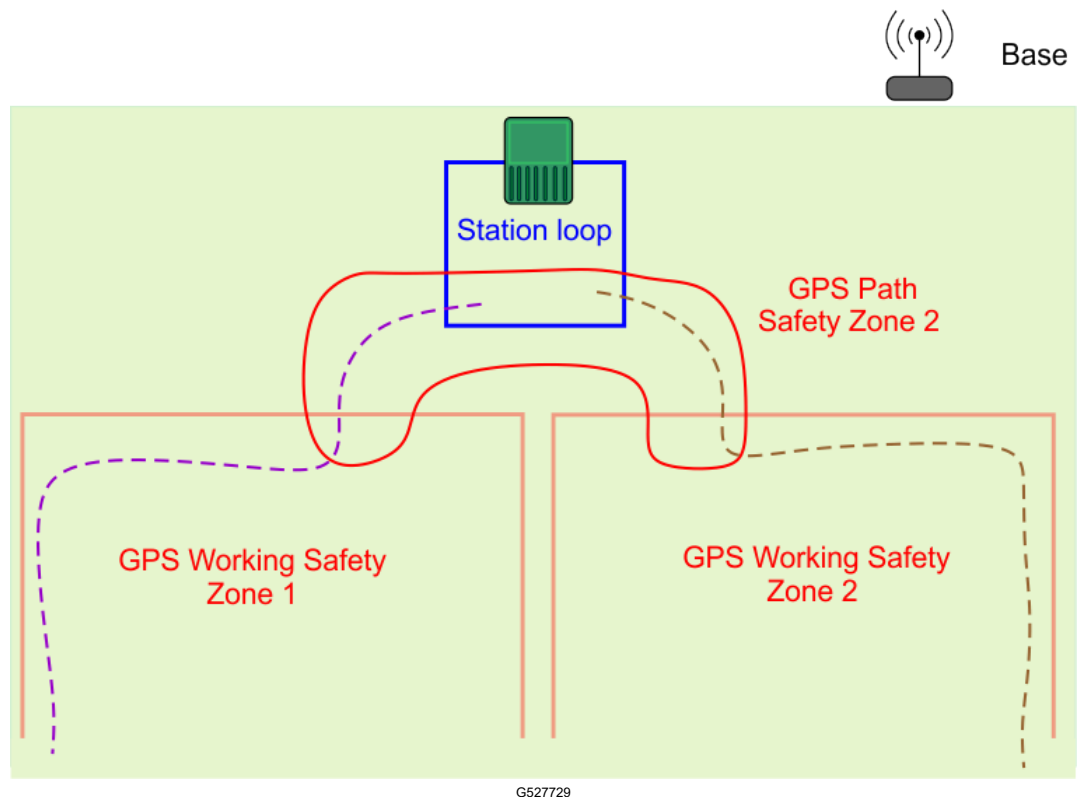 Base
Station loop
GPS Path
Safety Zone 2
GPS Working Safety
Zone 1
GPS Working Safety
Zone 2
G527729